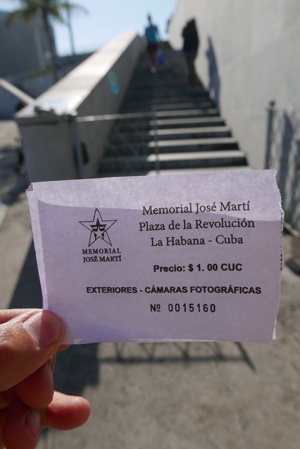 Memorial José Martí
Plaza de la Revolución
La Habana - Cuba
MEMORIAL
JOSÉ MARTÍ
Precio: $ 1. 00 CUC
EXTERIORES - CÁMARAS FOTOGRÁFICAS
Nº 0015160